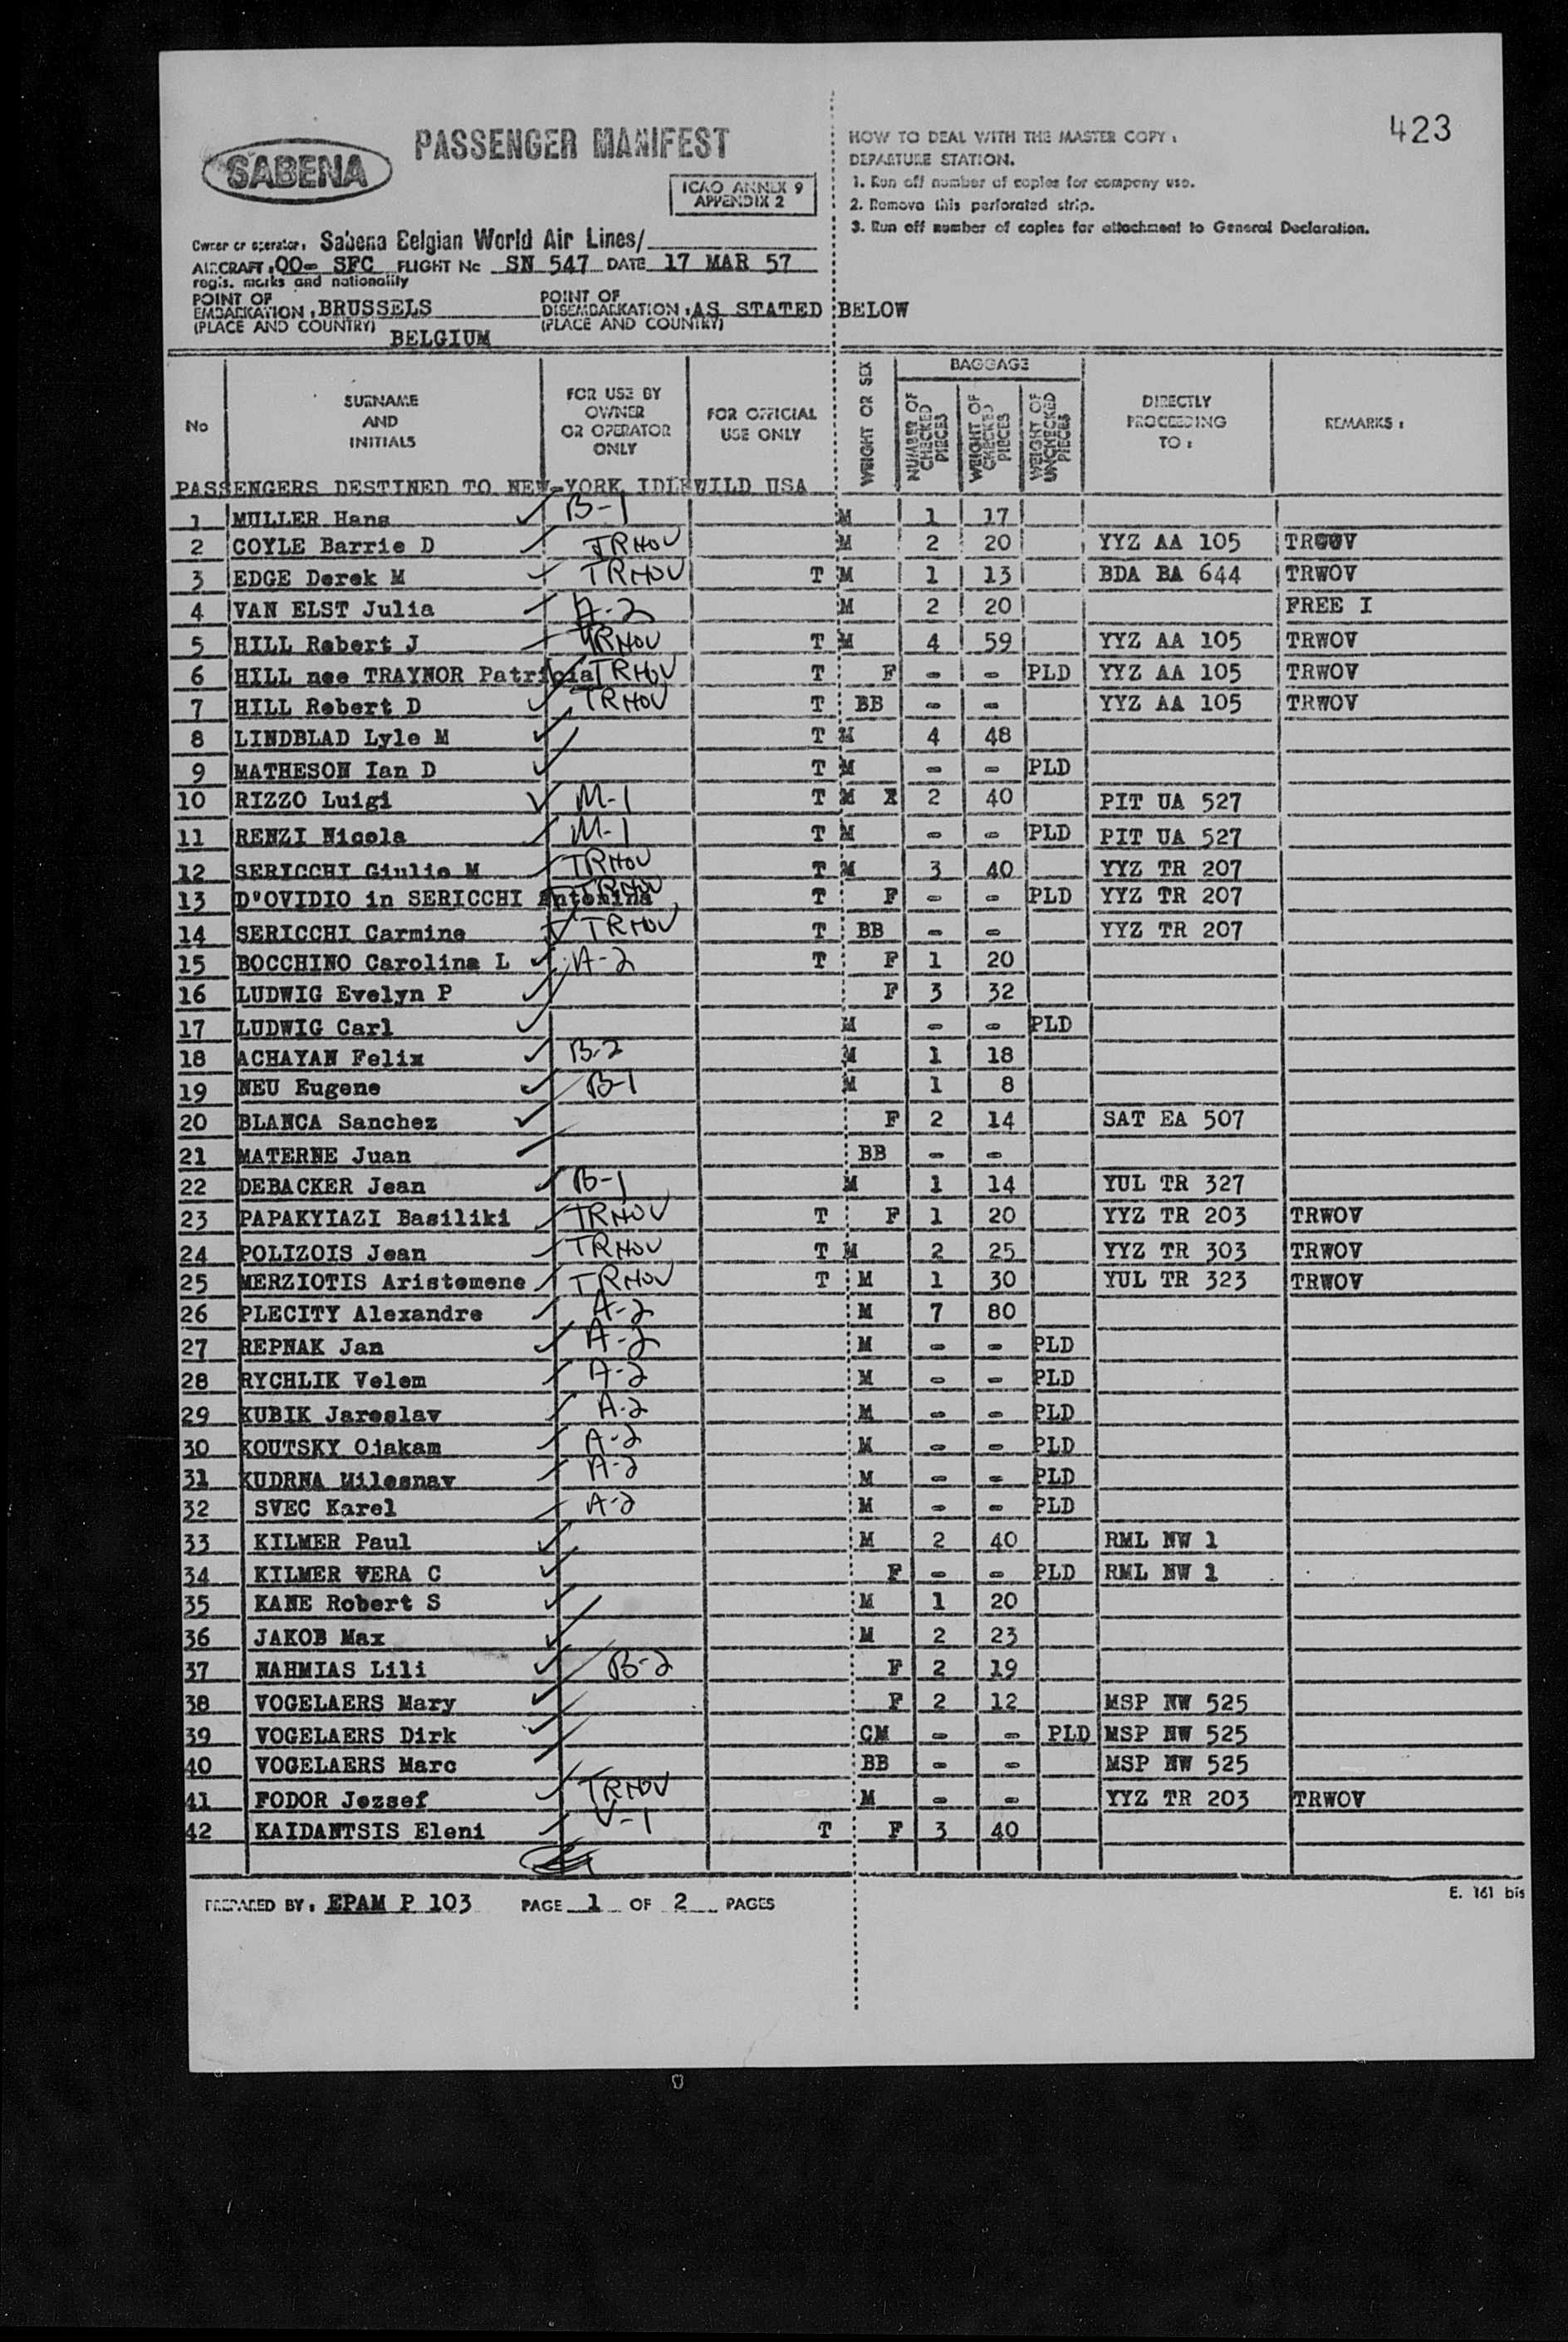 423
SABENA
PASSENGER MANIFEST
ICAO ANNEX 9
APPENDIX 2
HOW TO DEAL WITH THE MASTER COPY :
DEPARTURE STATION.
1. Run off number of copies for company use.
2. Remove this perforated strip.
3. Run off number of copies for attachment to General Declaration.
Owner or operator : Sabena Belgian World Air Lines/
AIRCRAFT : OO- SFC FLIGHT No SN 547 DATE 17 MAR 57
regis. marks and nationality
POINT OF EMBARKATION : BRUSSELS POINT OF DISEMBARKATION : AS STATED BELOW
(PLACE AND COUNTRY) BELGIUM (PLACE AND COUNTRY)
No SURNAME AND INITIALS FOR USE BY OWNER OR OPERATOR ONLY FOR OFFICIAL USE ONLY WEIGHT OR SEX BAGGAGE NUMBER OF CHECKED PIECES WEIGHT OF CHECKED PIECES WEIGHT OF UNCHECKED PIECES DIRECTLY PROCEEDING TO : REMARKS :
PASSENGERS DESTINED TO NEW-YORK IDLEWILD USA
1 MULLER Hans B-1 M 1 17
2 COYLE Barrie D TRWOV M 2 20 YYZ AA 105 TRWOV
3 EDGE Derek M TRWOV T M 1 13 BDA BA 644 TRWOV
4 VAN ELST Julia A-2 M 2 20 FREE I
5 HILL Robert J TRWOV T M 4 59 YYZ AA 105 TRWOV
6 HILL nee TRAYNOR Patricia TRWOV T F - - PLD YYZ AA 105 TRWOV
7 HILL Robert D TRWOV T BB - - YYZ AA 105 TRWOV
8 LINDBLAD Lyle M T M 4 48
9 MATHESON Ian D T M - - PLD
10 RIZZO Luigi M-1 T M X 2 40 PIT UA 527
11 RENZI Nicola M-1 T M - - PLD PIT UA 527
12 SERICCHI Giulio M TRWOV T M 3 40 YYZ TR 207
13 D'OVIDIO in SERICCHI Antonina TRWOV T F - - PLD YYZ TR 207
14 SERICCHI Carmine TRWOV T BB - - YYZ TR 207
15 BOCCHINO Carolina L A-2 T F 1 20
16 LUDWIG Evelyn P F 3 32
17 LUDWIG Carl M - - PLD
18 ACHAYAN Felix B-2 M 1 18
19 NEU Eugene B-1 M 1 8
20 BLANCA Sanchez F 2 14 SAT EA 507
21 MATERNE Juan BB - -
22 DEBACKER Jean B-1 M 1 14 YUL TR 327
23 PAPAKYIAZI Basiliki TRWOV T F 1 20 YYZ TR 203 TRWOV
24 POLIZOIS Jean TRWOV T M 2 25 YYZ TR 303 TRWOV
25 MERZIOTIS Aristomene TRWOV T M 1 30 YUL TR 323 TRWOV
26 PLECITY Alexandre A-2 M 7 80
27 REPNAK Jan A-2 M - - PLD
28 RYCHLIK Velem A-2 M - - PLD
29 KUBIK Jaroslav A-2 M - - PLD
30 KOUTSKY Ojakam A-2 M - - PLD
31 KUDRNA Milosnav A-2 M - - PLD
32 SVEC Karel A-2 M - - PLD
33 KILMER Paul M 2 40 RML NW 1
34 KILMER VERA C F - - PLD RML NW 1
35 KANE Robert S M 1 20
36 JAKOB Max M 2 23
37 NAHMIAS Lili B-2 F 2 19
38 VOGELAERS Mary F 2 12 MSP NW 525
39 VOGELAERS Dirk CM - - PLD MSP NW 525
40 VOGELAERS Marc BB - - MSP NW 525
41 FODOR Jozsef TRWOV M - - YYZ TR 203 TRWOV
42 KAIDANTSIS Eleni V-1 T F 3 40
PREPARED BY : EPAM P 103 PAGE 1 OF 2 PAGES
E. 161 bis